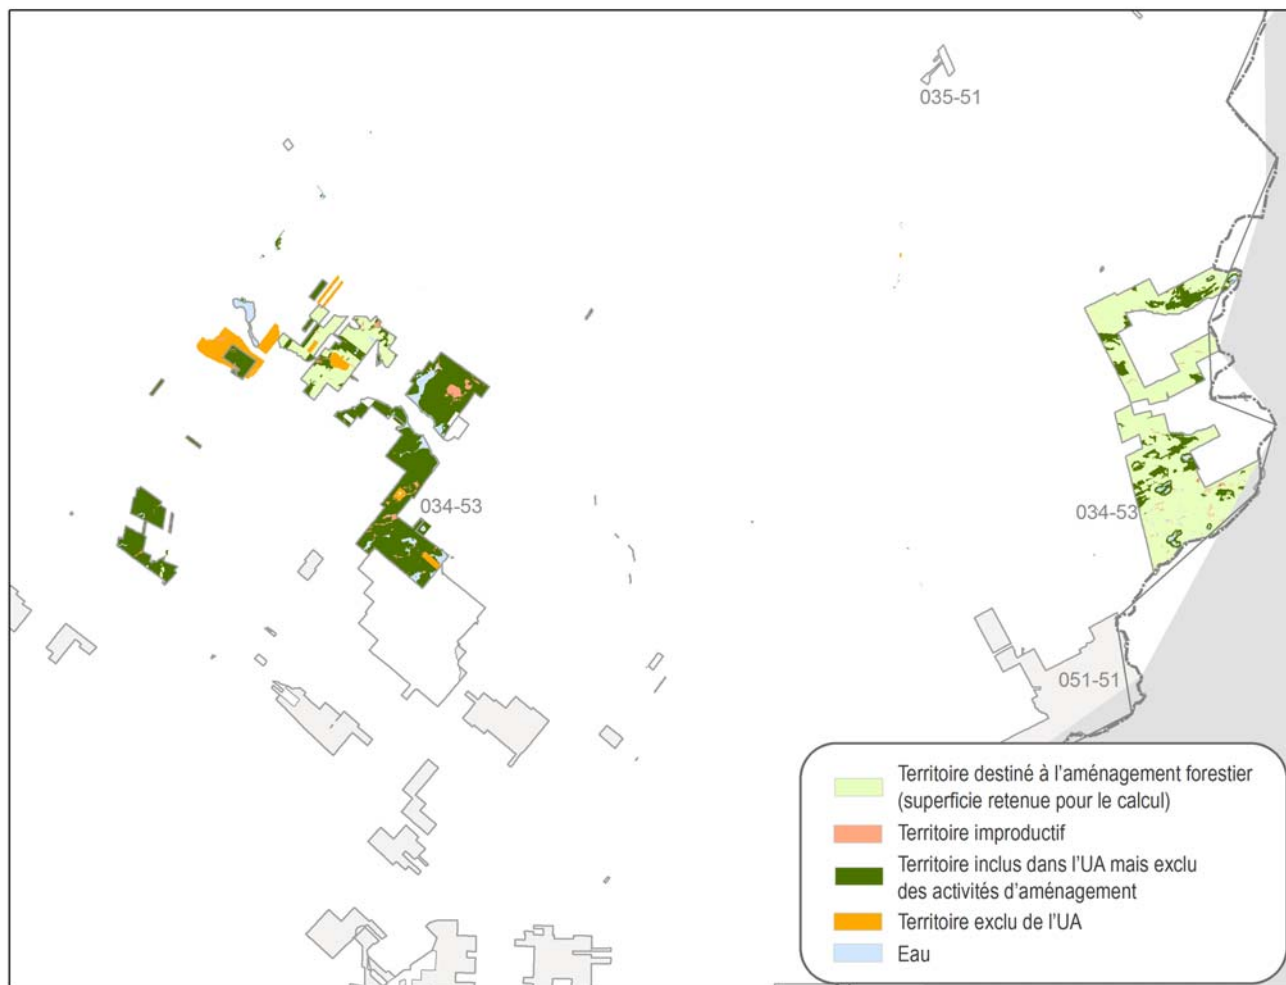 035-51
034-53
034-53
051-51
Territoire destiné à l'aménagement forestier
(superficie retenue pour le calcul)
Territoire improductif
Territoire inclus dans l'UA mais exclu
des activités d'aménagement
Territoire exclu de l'UA
Eau